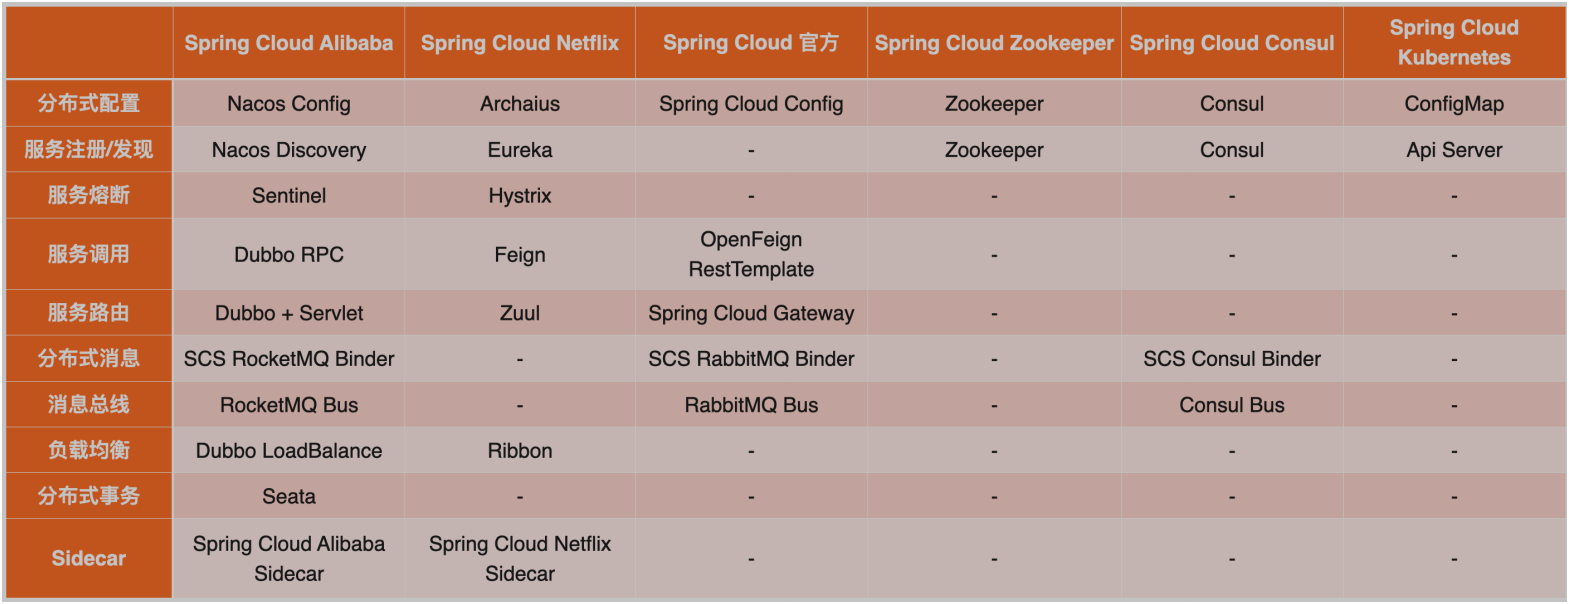 Spring Cloud Alibaba Spring Cloud Netflix Spring Cloud 官方 Spring Cloud Zookeeper Spring Cloud Consul Spring Cloud
Kubernetes
分布式配置 Nacos Config Archaius Spring Cloud Config Zookeeper Consul ConfigMap
服务注册/发现 Nacos Discovery Eureka - Zookeeper Consul Api Server
服务熔断 Sentinel Hystrix - - - -
服务调用 Dubbo RPC Feign OpenFeign
RestTemplate - - -
服务路由 Dubbo + Servlet Zuul Spring Cloud Gateway - - -
分布式消息 SCS RocketMQ Binder - SCS RabbitMQ Binder - SCS Consul Binder -
消息总线 RocketMQ Bus - RabbitMQ Bus - Consul Bus -
负载均衡 Dubbo LoadBalance Ribbon - - - -
分布式事务 Seata - - - - -
Sidecar Spring Cloud Alibaba
Sidecar Spring Cloud Netflix
Sidecar - - - -